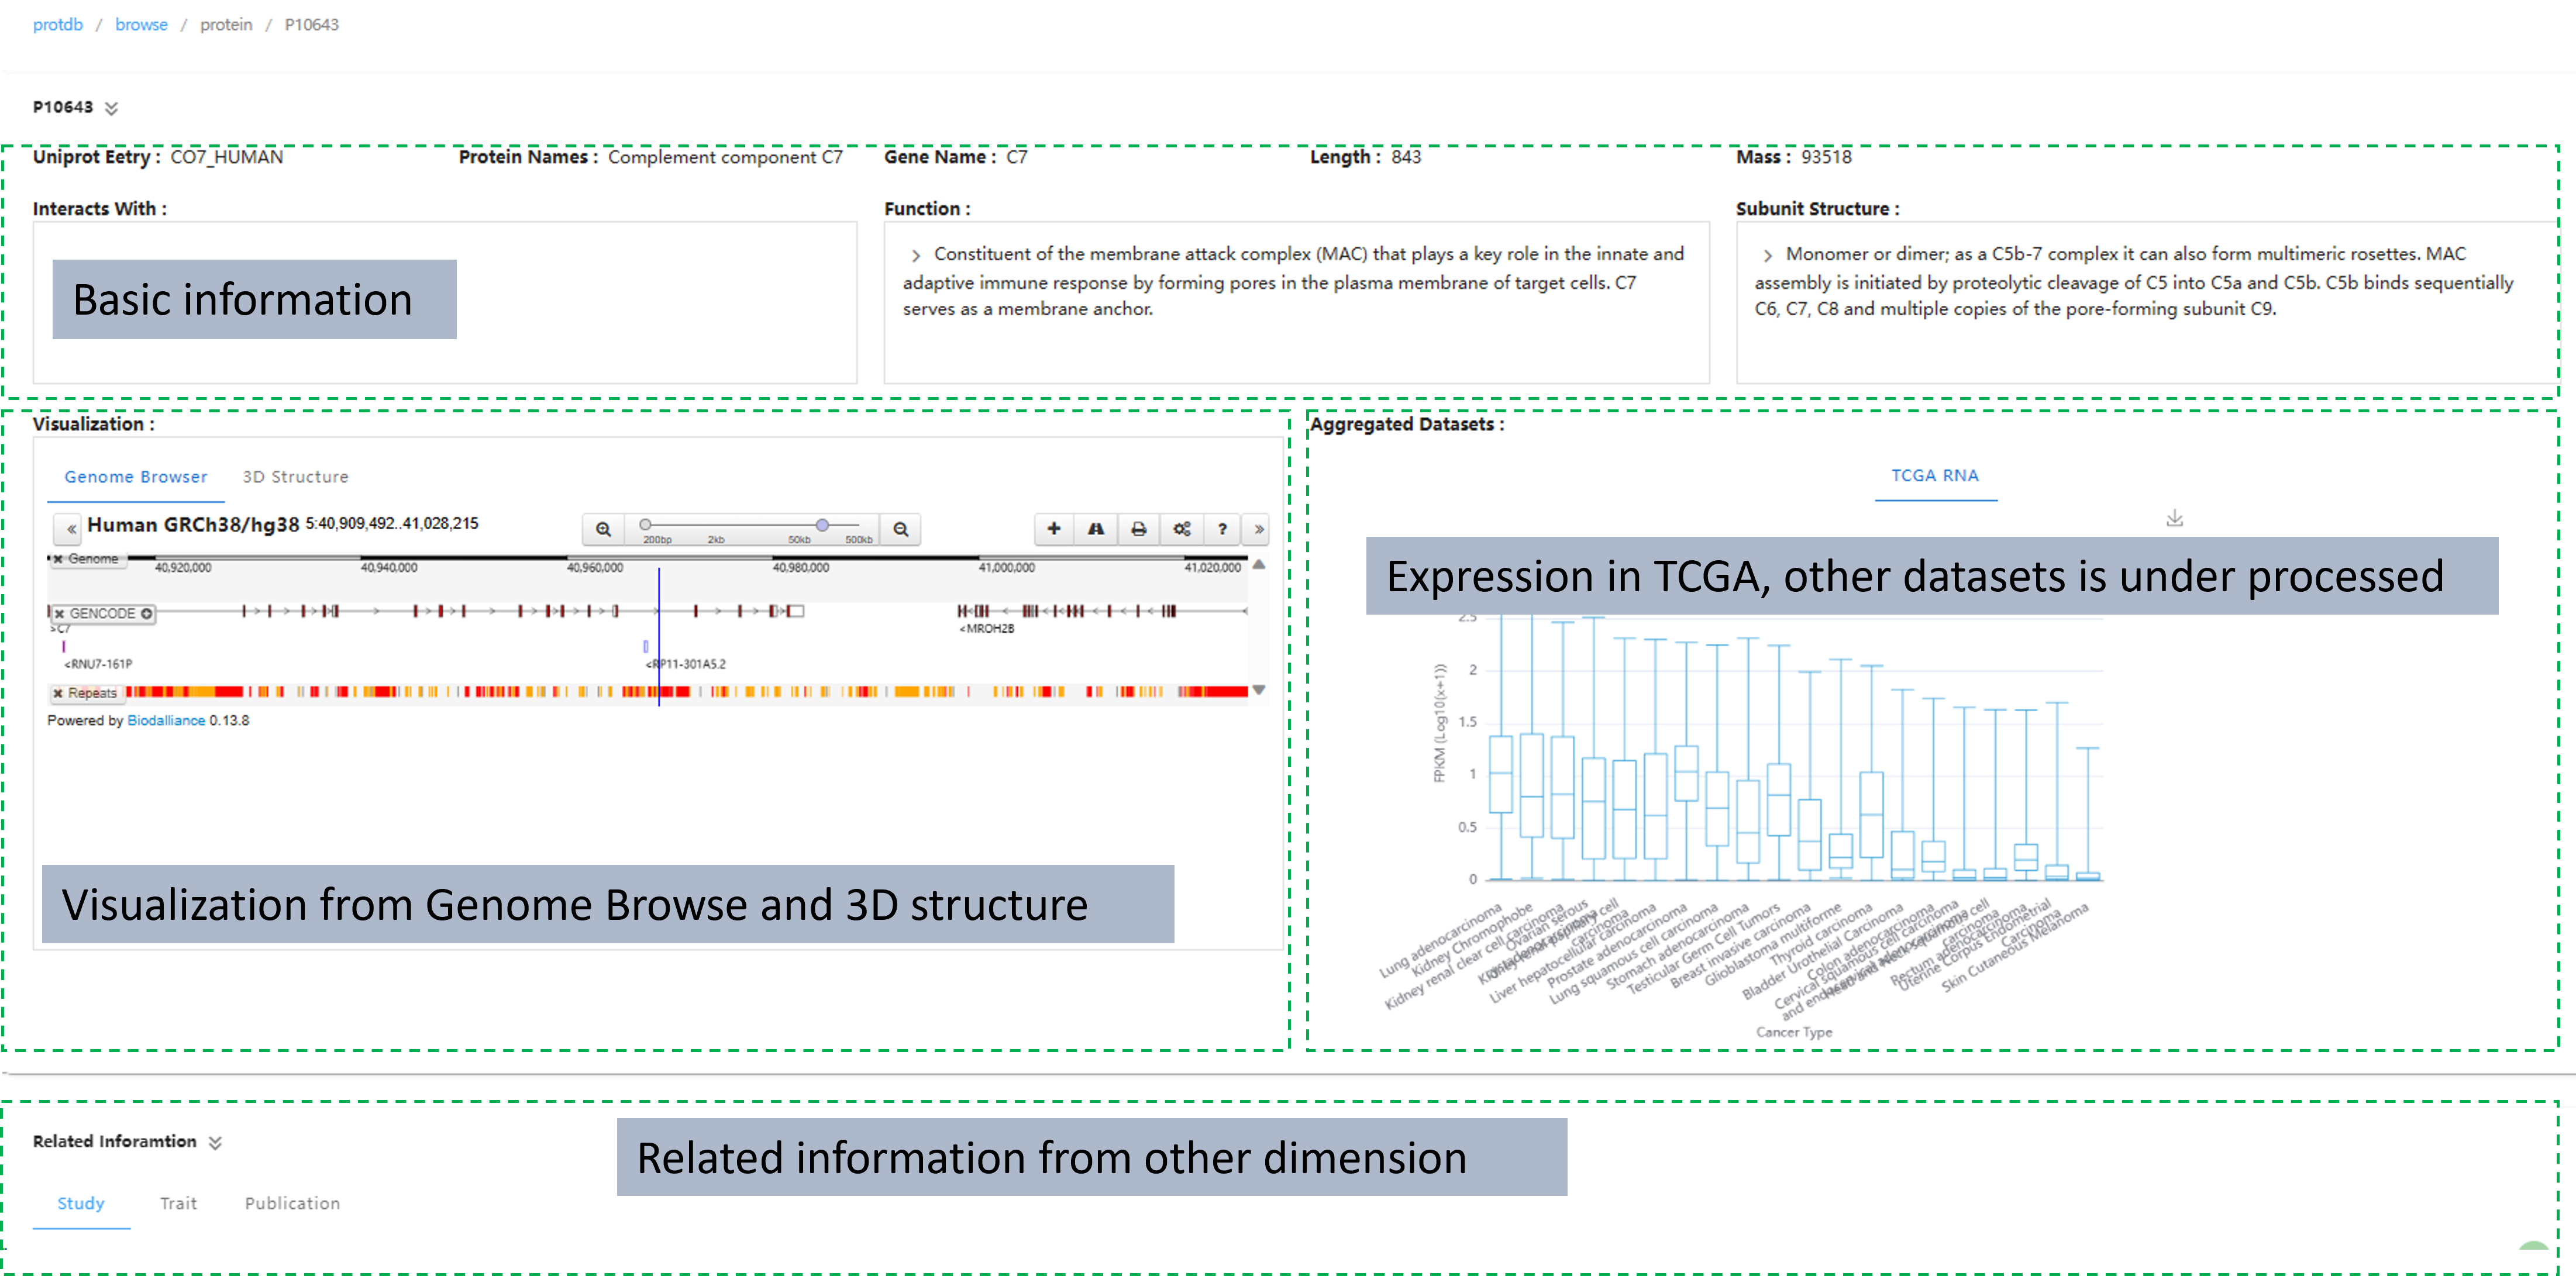 protdb / browse / protein / P10643
P10643
Uniprot Eetry : CO7_HUMAN
Protein Names : Complement component C7
Gene Name : C7
Length : 843
Mass : 93518
Interacts With :
Basic information
Function :
Constituent of the membrane attack complex (MAC) that plays a key role in the innate and
adaptive immune response by forming pores in the plasma membrane of target cells. C7
serves as a membrane anchor.
Subunit Structure :
Monomer or dimer; as a C5b-7 complex it can also form multimeric rosettes. MAC
assembly is initiated by proteolytic cleavage of C5 into C5a and C5b. C5b binds sequentially
C6, C7, C8 and multiple copies of the pore-forming subunit C9.
Visualization :
Genome Browser 3D Structure
« Human GRCh38/hg38 5:40,909,492..41,028,215
200bp 2kb 50kb 500kb
? »
Genome
40,920,000 40,940,000 40,960,000 40,980,000 41,000,000 41,020,000
GENCODE
>C7
<MROH2B
<RNU7-161P
<RP11-301A5.2
Repeats
Powered by Biodalliance 0.13.8
Visualization from Genome Browse and 3D structure
Aggregated Datasets :
TCGA RNA
Expression in TCGA, other datasets is under processed
FPKM (Log10(x+1))
2.5
2
1.5
1
0.5
0
Lung adenocarcinoma
Kidney Chromophobe
Kidney renal clear cell carcinoma
Ovarian serous
Liver hepatocellular carcinoma
Prostate adenocarcinoma
Lung squamous cell carcinoma
Stomach adenocarcinoma
Testicular Germ Cell Tumors
Breast invasive carcinoma
Glioblastoma multiforme
Thyroid carcinoma
Bladder Urothelial Carcinoma
Colon adenocarcinoma
Cervical squamous cell carcinoma
Rectum adenocarcinoma
Uterine Corpus Endometrial
Carcinoma
Skin Cutaneous Melanoma
Cancer Type
Related Inforamtion
Related information from other dimension
Study Trait Publication